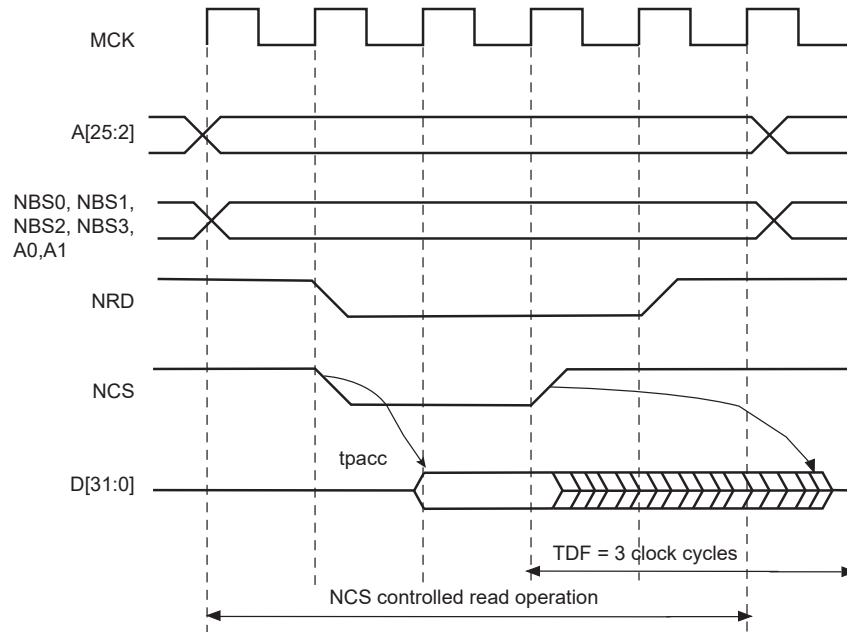 MCK
A[25:2]
NBS0, NBS1,
NBS2, NBS3,
A0,A1
NRD
NCS
tpacc
D[31:0]
TDF = 3 clock cycles
NCS controlled read operation